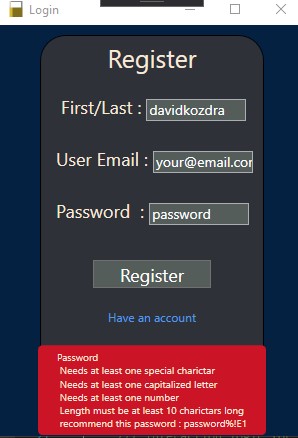 Login
Register
First/Last : davidkozdra
User Email : your@email.con
Password : password
Register
Have an account
Password
Needs at least one special charictar
Needs at least one capitalized letter
Needs at least one number
Length must be at least 10 charictars long
recommend this password : password%!E1